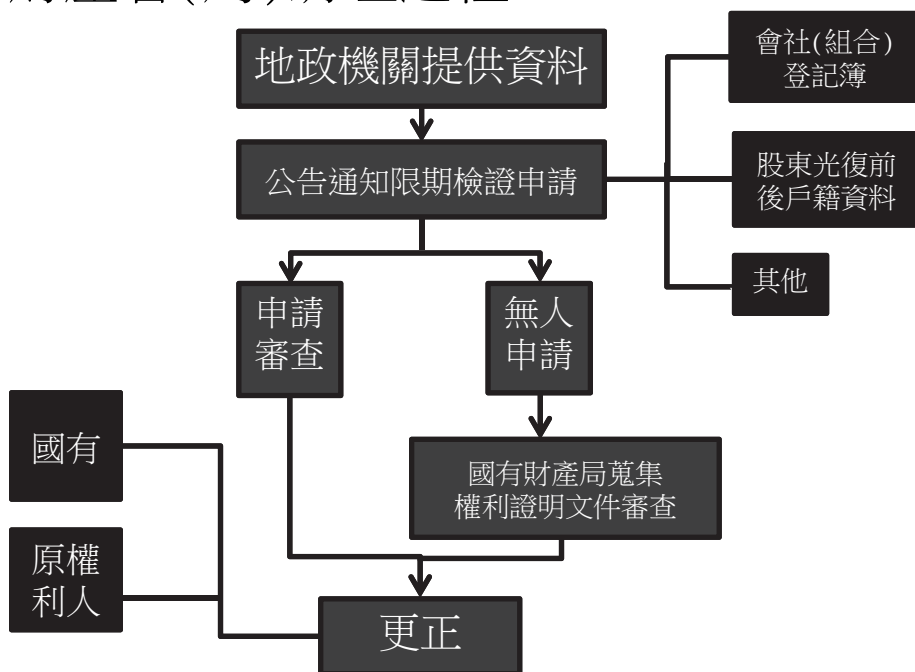 地政機關提供資料
會社(組合)
登記簿
公告通知限期檢證申請
股東光復前
後戶籍資料
其他
申請
審查
無人
申請
國有
國有財產局蒐集
權利證明文件審查
原權
利人
更正